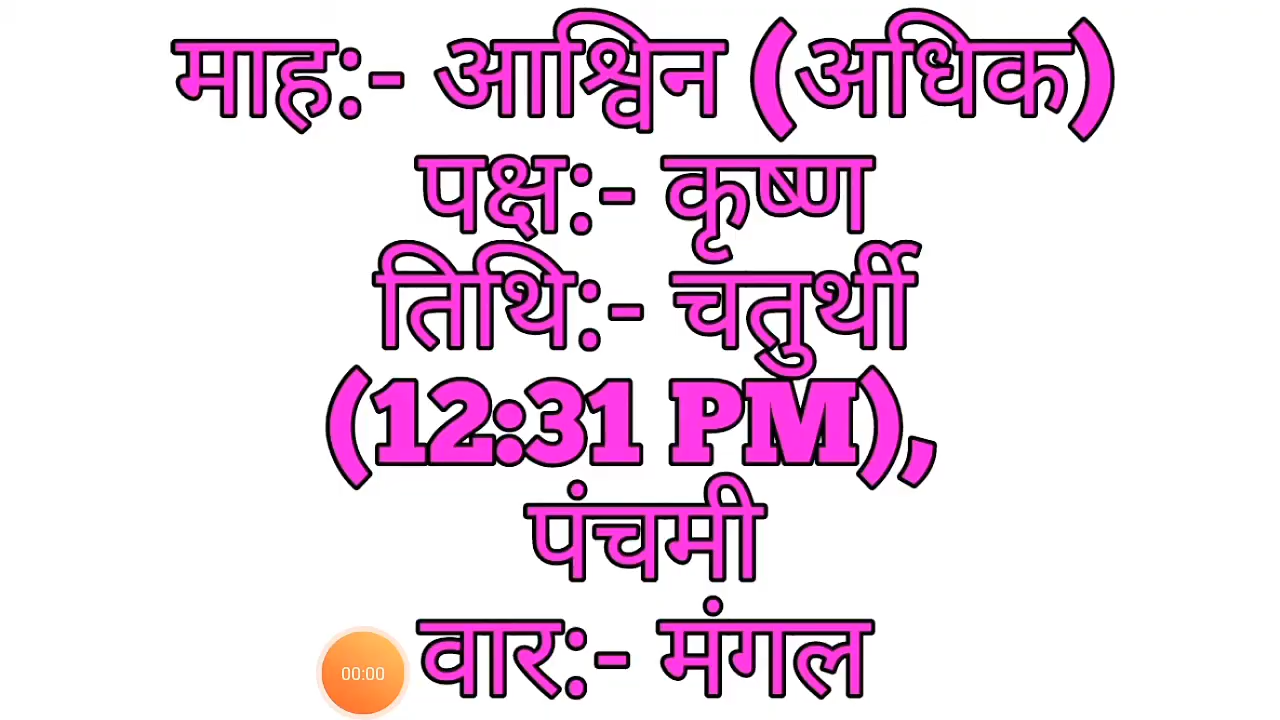 माह:- आश्विन (अधिक)
पक्ष:- कृष्ण
तिथि:- चतुर्थी
(12:31 PM),
पंचमी
वार:- मंगल
00:00